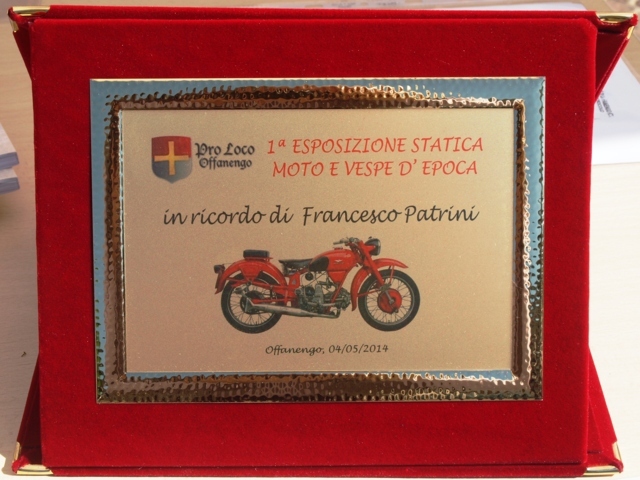 Pro Loco
Offanengo
1ª ESPOSIZIONE STATICA
MOTO E VESPE D' EPOCA
in ricordo di Francesco Patrini
Offanengo, 04/05/2014